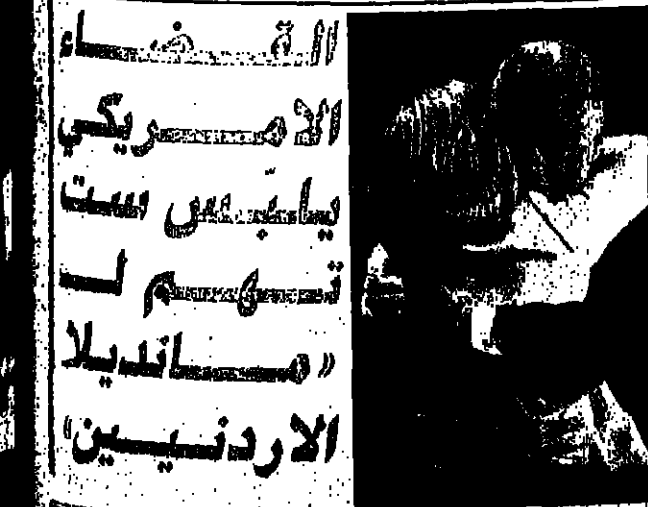 القضاء
الامريكي
يلبس ست
تهم لـ
«مانديلا
الاردنيين»